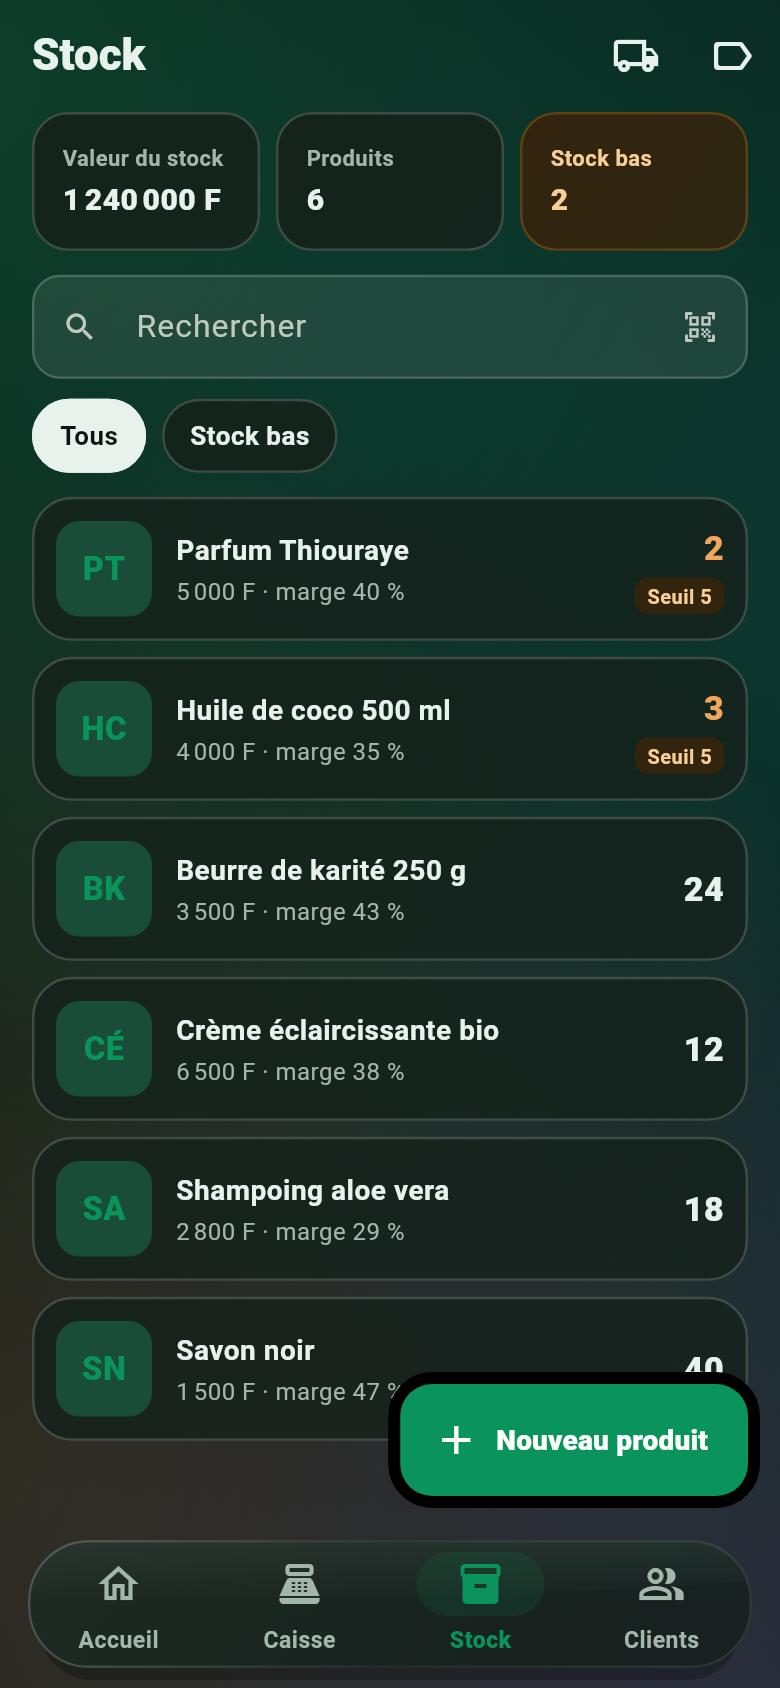 Stock
Valeur du stock
1 240 000 F
Produits
6
Stock bas
2
Rechercher
Tous
Stock bas
PT
Parfum Thiouraye
5 000 F · marge 40 %
2
Seuil 5
HC
Huile de coco 500 ml
4 000 F · marge 35 %
3
Seuil 5
BK
Beurre de karité 250 g
3 500 F · marge 43 %
24
CÉ
Crème éclaircissante bio
6 500 F · marge 38 %
12
SA
Shampoing aloe vera
2 800 F · marge 29 %
18
SN
Savon noir
1 500 F · marge 47 %
40
Nouveau produit
Accueil
Caisse
Stock
Clients